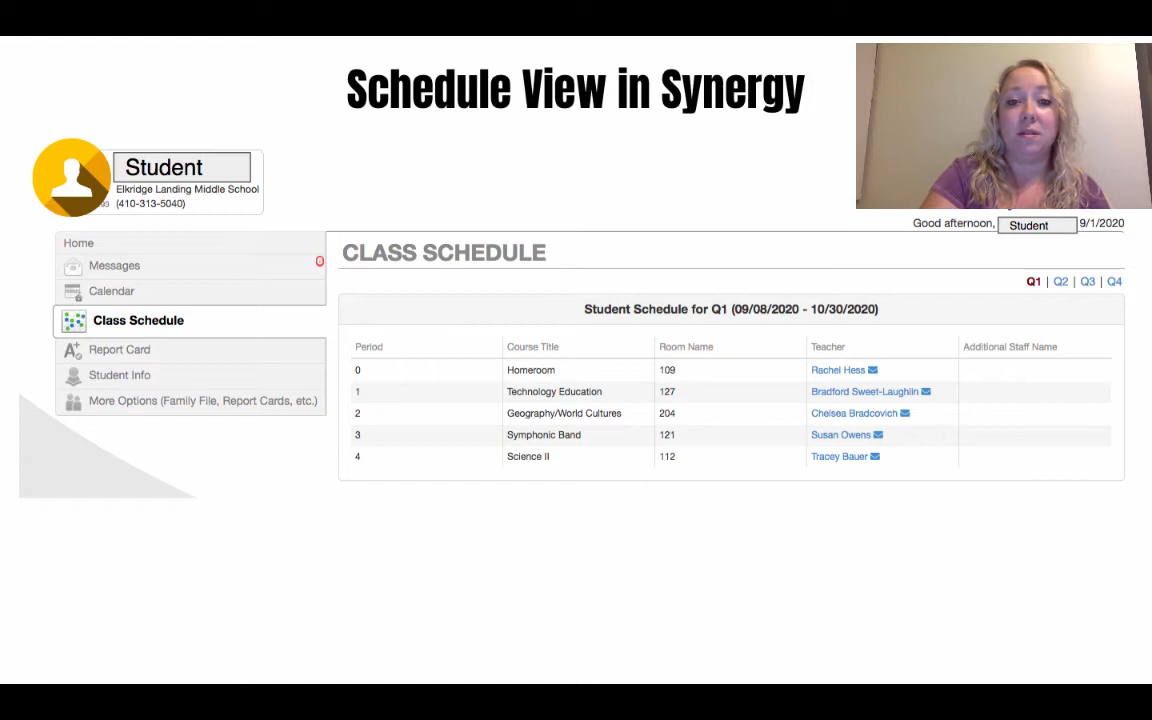 Schedule View in Synergy
Student
Elkridge Landing Middle School
(410-313-5040)
Good afternoon, Student 9/1/2020
Home
Messages 0
Calendar
Class Schedule
Report Card
Student Info
More Options (Family File, Report Cards, etc.)
CLASS SCHEDULE
Q1 | Q2 | Q3 | Q4
Student Schedule for Q1 (09/08/2020 - 10/30/2020)
Period Course Title Room Name Teacher Additional Staff Name
0 Homeroom 109 Rachel Hess
1 Technology Education 127 Bradford Sweet-Laughlin
2 Geography/World Cultures 204 Chelsea Bradcovich
3 Symphonic Band 121 Susan Owens
4 Science II 112 Tracey Bauer